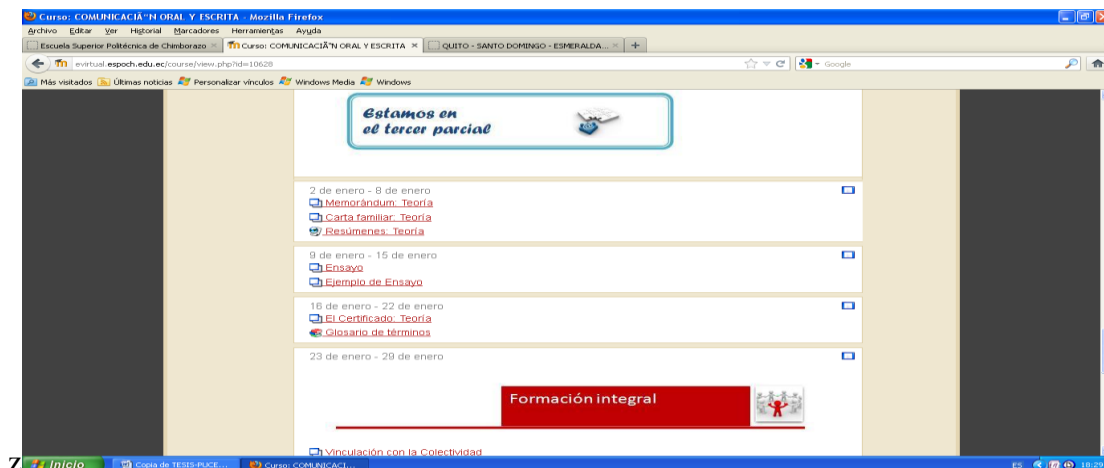 Curso: COMUNICACIÃ"N ORAL Y ESCRITA - Mozilla Firefox
Archivo Editar Ver Historial Marcadores Herramientas Ayuda
Escuela Superior Politécnica de Chimborazo × Curso: COMUNICACIÃ"N ORAL Y ESCRITA × QUITO - SANTO DOMINGO - ESMERALDA... × +
evirtual.espoch.edu.ec/course/view.php?id=10628 Google
Más visitados Últimas noticias Personalizar vínculos Windows Media Windows
Estamos en
el tercer parcial
2 de enero - 8 de enero
Memorándum: Teoría
Carta familiar: Teoría
Resúmenes: Teoría
9 de enero - 15 de enero
Ensayo
Ejemplo de Ensayo
16 de enero - 22 de enero
El Certificado: Teoría
Glosario de términos
23 de enero - 29 de enero
Formación integral
Vinculación con la Colectividad
Z Inicio Copia de TESIS-PUCE... Curso: COMUNICACI... ES 18:29